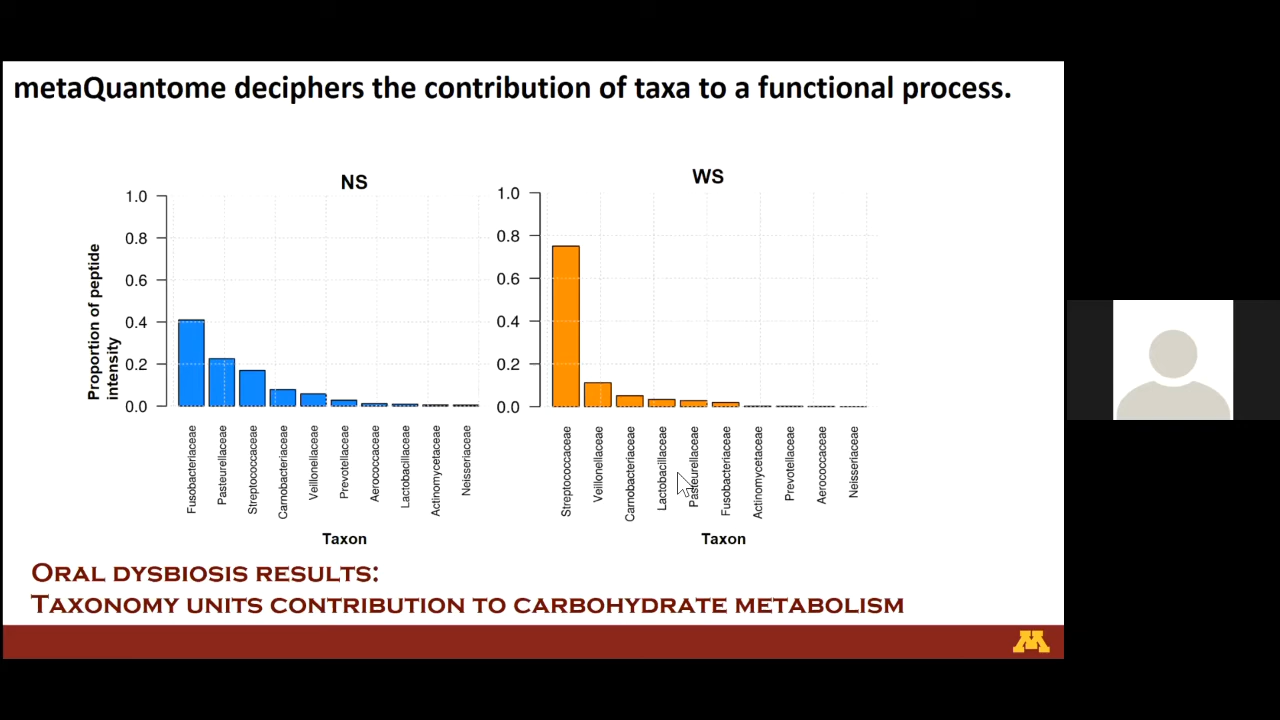 metaQuantome deciphers the contribution of taxa to a functional process.
NS
1.0
0.8
0.6
0.4
0.2
0.0
Proportion of peptide
intensity
Fusobacteriaceae
Pasteurellaceae
Streptococcaceae
Carnobacteriaceae
Veillonellaceae
Prevotellaceae
Aerococcaceae
Lactobacillaceae
Actinomycetaceae
Neisseriaceae
Taxon
WS
1.0
0.8
0.6
0.4
0.2
0.0
Streptococcaceae
Veillonellaceae
Carnobacteriaceae
Lactobacillaceae
Pasteurellaceae
Fusobacteriaceae
Actinomycetaceae
Prevotellaceae
Aerococcaceae
Neisseriaceae
Taxon
ORAL DYSBIOSIS RESULTS:
TAXONOMY UNITS CONTRIBUTION TO CARBOHYDRATE METABOLISM
M